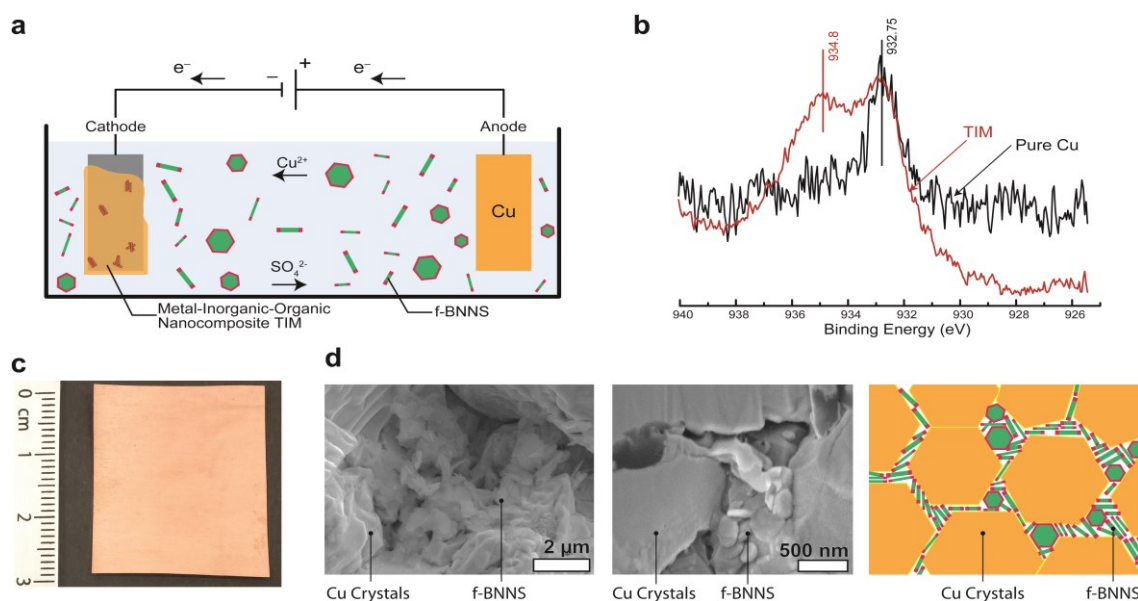 a
e⁻
−
+
e⁻
Cathode
Anode
Cu²⁺
Cu
SO₄²⁻
Metal-Inorganic-Organic
Nanocomposite TIM
f-BNNS
b
934.8
932.75
TIM
Pure Cu
940 938 936 934 932 930 928 926
Binding Energy (eV)
c
0
cm
1
2
3
d
2 µm
Cu Crystals
f-BNNS
500 nm
Cu Crystals
f-BNNS
Cu Crystals
f-BNNS